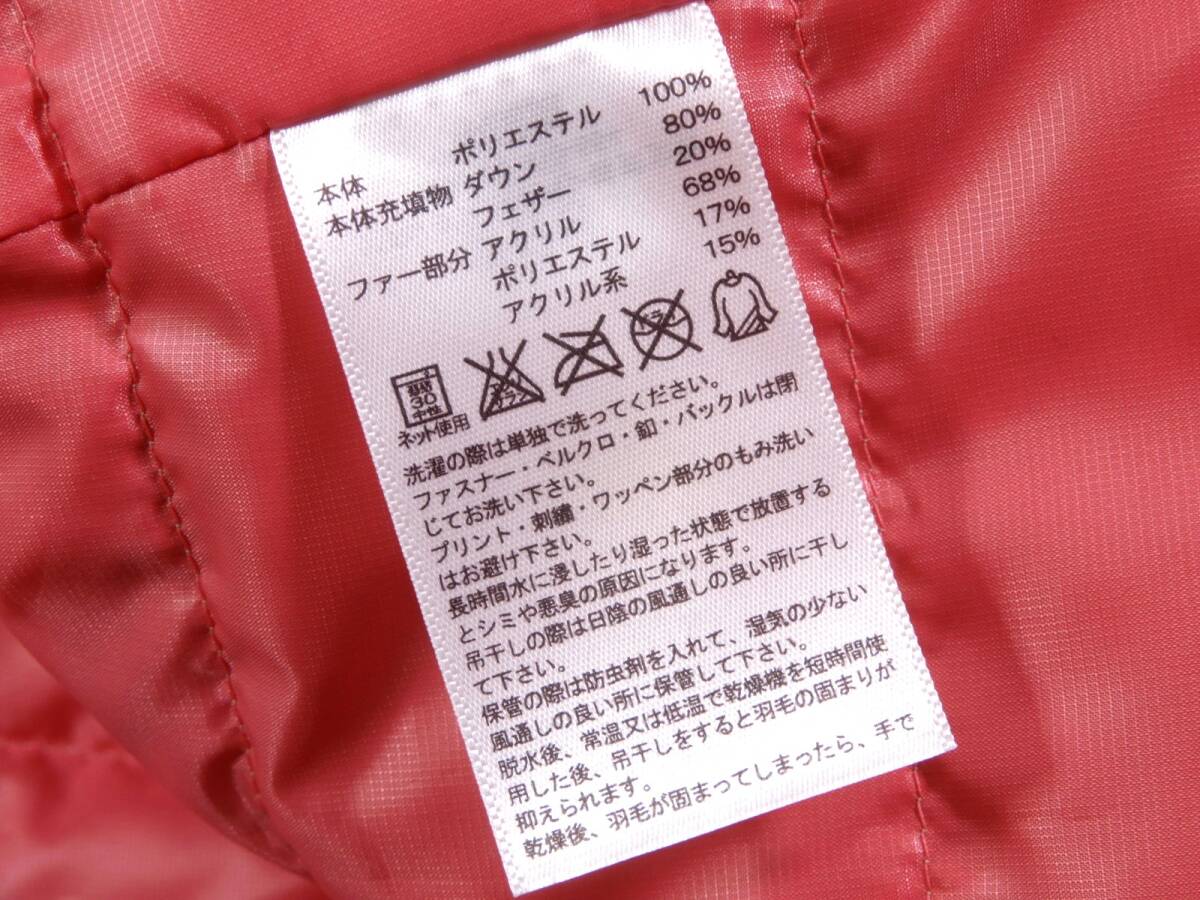 本体 ポリエステル 100%
本体充填物 ダウン 80%
フェザー 20%
ファー部分 アクリル 68%
ポリエステル 17%
アクリル系 15%
弱 30 中性
エンソ サラシ
ドライ
ネット使用
洗濯の際は単独で洗ってください。
ファスナー・ベルクロ・釦・バックルは閉
じてお洗い下さい。
プリント・刺繍・ワッペン部分のもみ洗い
はお避け下さい。
長時間水に浸したり湿った状態で放置する
とシミや悪臭の原因になります。
吊干しの際は日陰の風通しの良い所に干し
て下さい。
保管の際は防虫剤を入れて、湿気の少ない
風通しの良い所に保管して下さい。
脱水後、常温又は低温で乾燥機を短時間使
用した後、吊干しをすると羽毛の固まりが
抑えられます。
乾燥後、羽毛が固まってしまったら、手で